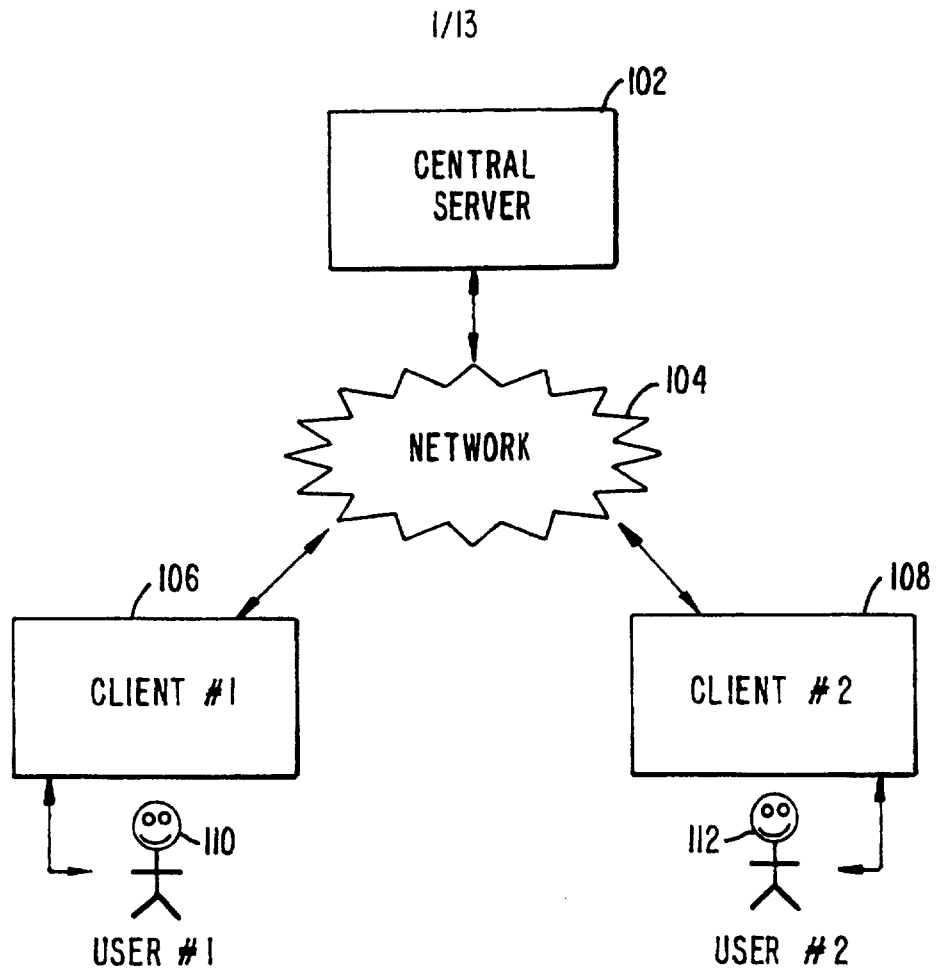 1/13
102
CENTRAL
SERVER
104
NETWORK
106
108
CLIENT #1
CLIENT #2
110
112
USER #1
USER #2